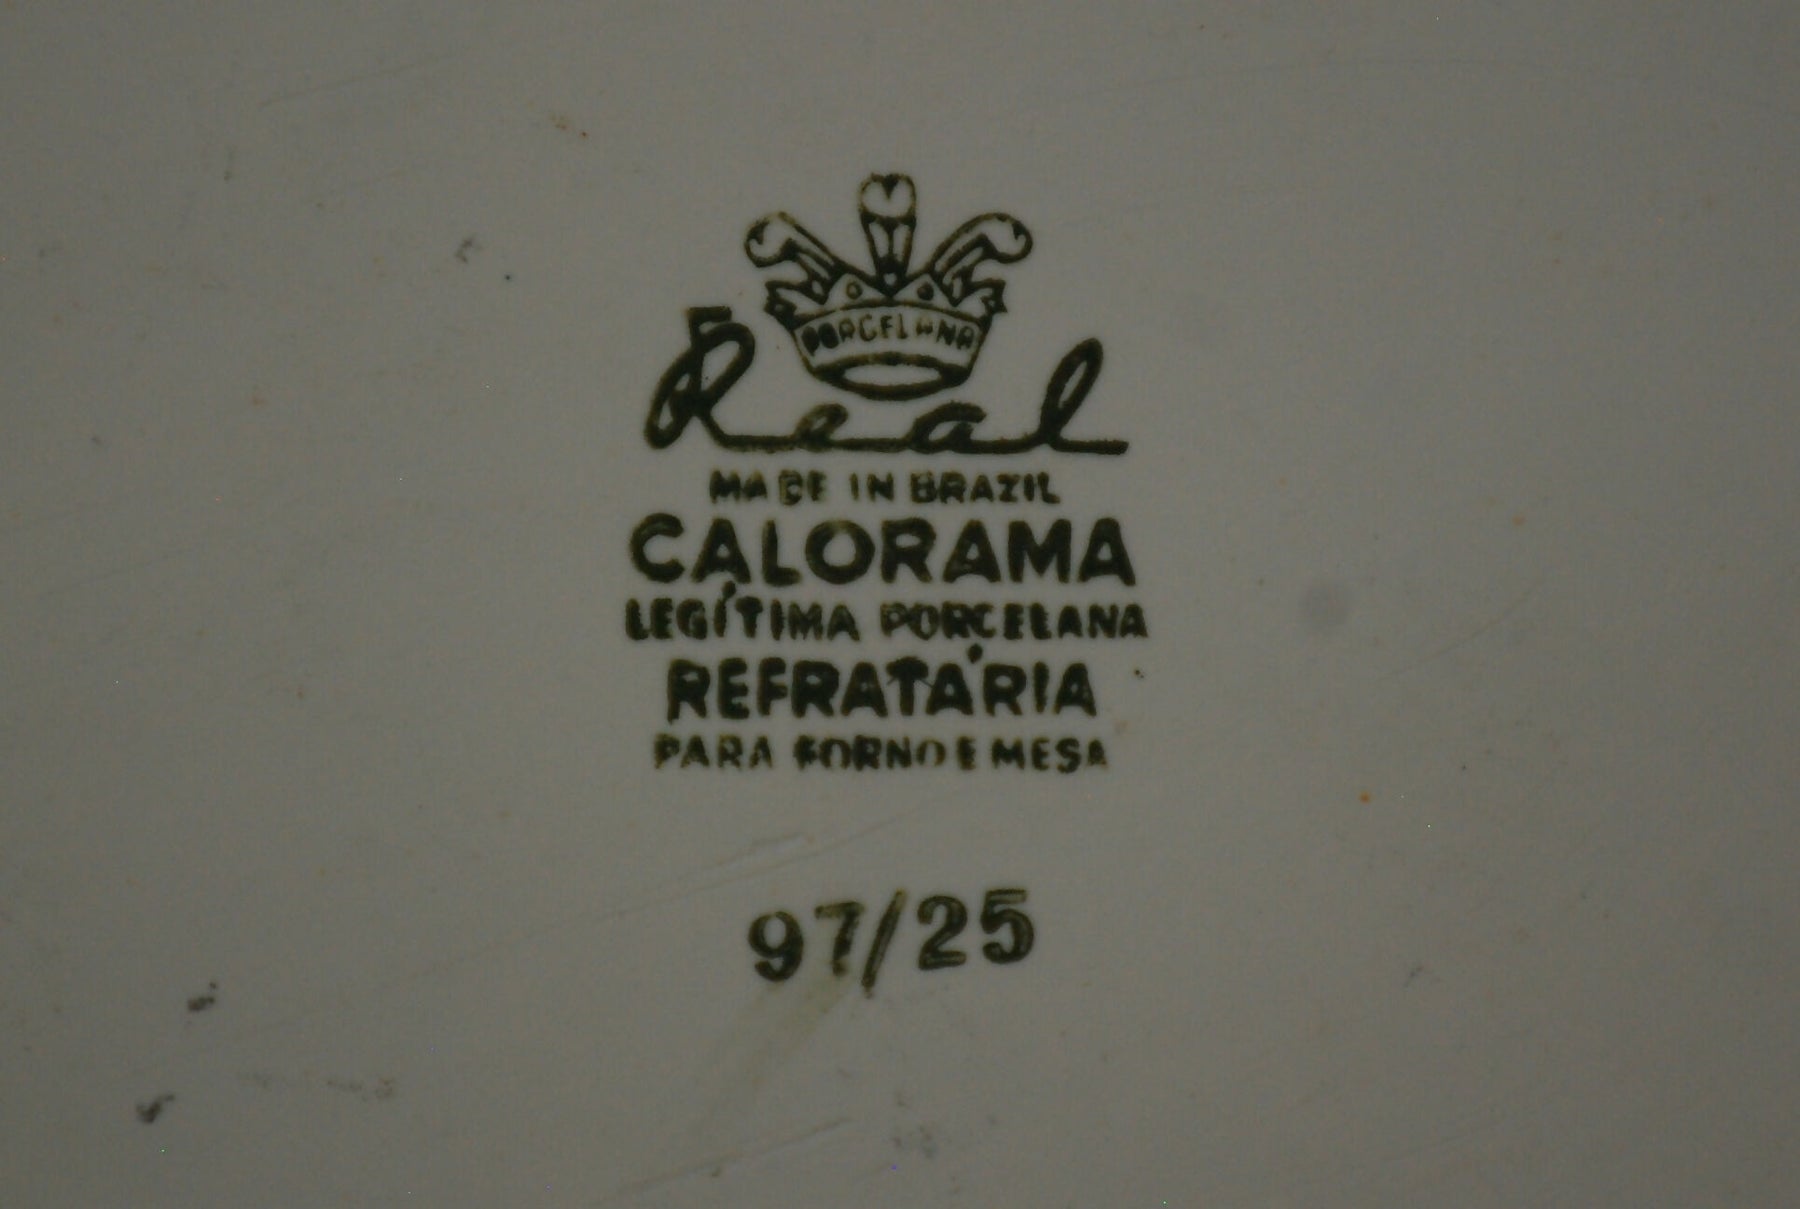 PORCELANA
Real
MADE IN BRAZIL
CALORAMA
LEGÍTIMA PORCELANA
REFRATÁRIA
PARA FORNO E MESA
97/25